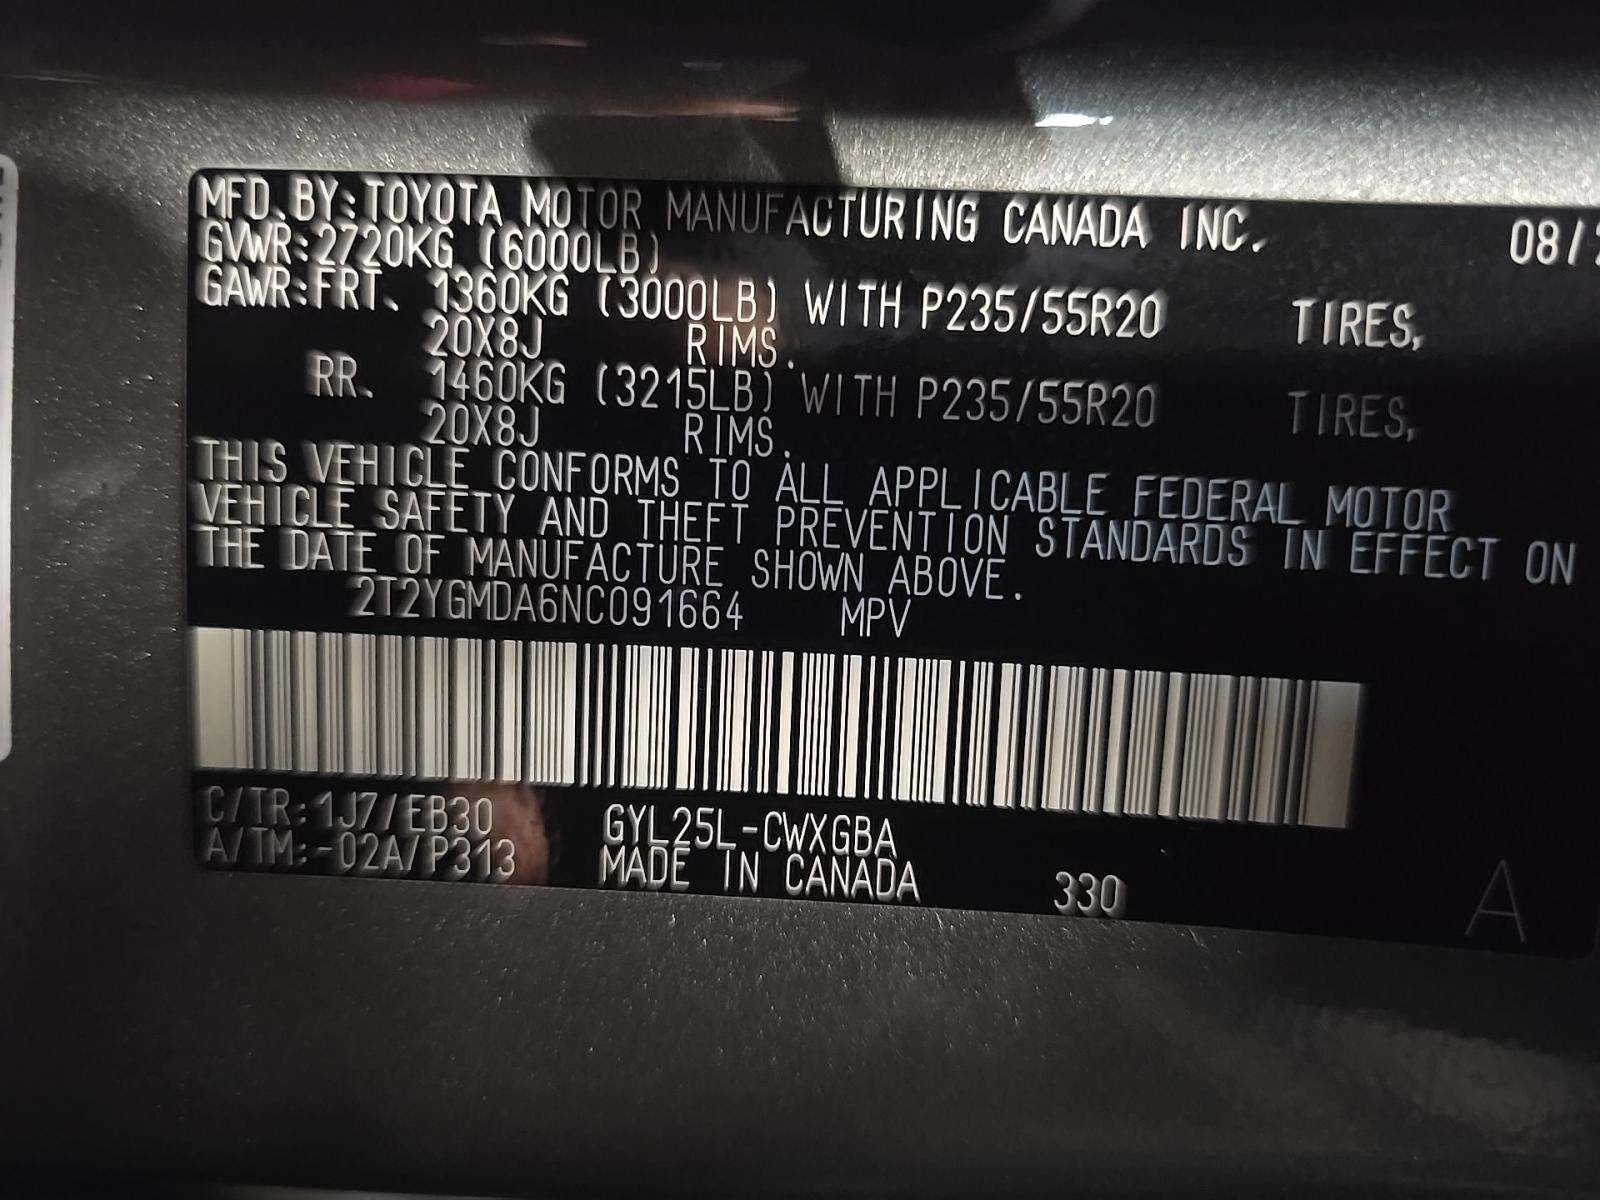 MFD.BY:TOYOTA MOTOR MANUFACTURING CANADA INC. 08/
GVWR:2720KG (6000LB)
GAWR:FRT. 1360KG (3000LB) WITH P235/55R20 TIRES,
20X8J RIMS.
RR. 1460KG (3215LB) WITH P235/55R20 TIRES,
20X8J RIMS.
THIS VEHICLE CONFORMS TO ALL APPLICABLE FEDERAL MOTOR
VEHICLE SAFETY AND THEFT PREVENTION STANDARDS IN EFFECT ON
THE DATE OF MANUFACTURE SHOWN ABOVE.
2T2YGMDA6NC091664 MPV
C/TR:1J7/EB30 GYL25L-CWXGBA
A/TM:-02A/P313 MADE IN CANADA 330 A